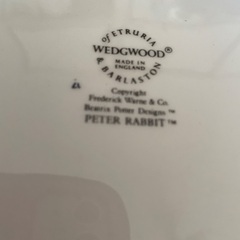 of ETRURIA
WEDGWOOD®
MADE IN
ENGLAND
& BARLASTON
Copyright
Frederick Warne & Co.
Beatrix Potter Designs ™
PETER RABBIT ™